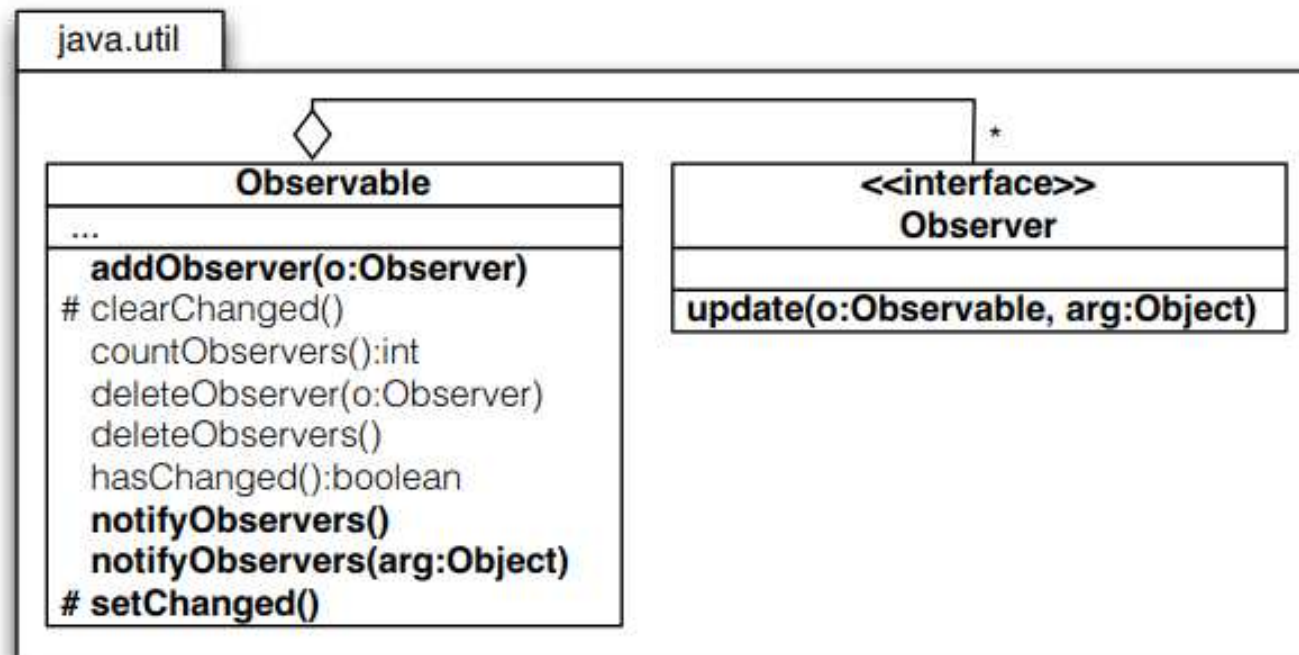 java.util
*
Observable
...
addObserver(o:Observer)
# clearChanged()
countObservers():int
deleteObserver(o:Observer)
deleteObservers()
hasChanged():boolean
notifyObservers()
notifyObservers(arg:Object)
# setChanged()
<<interface>>
Observer
update(o:Observable, arg:Object)